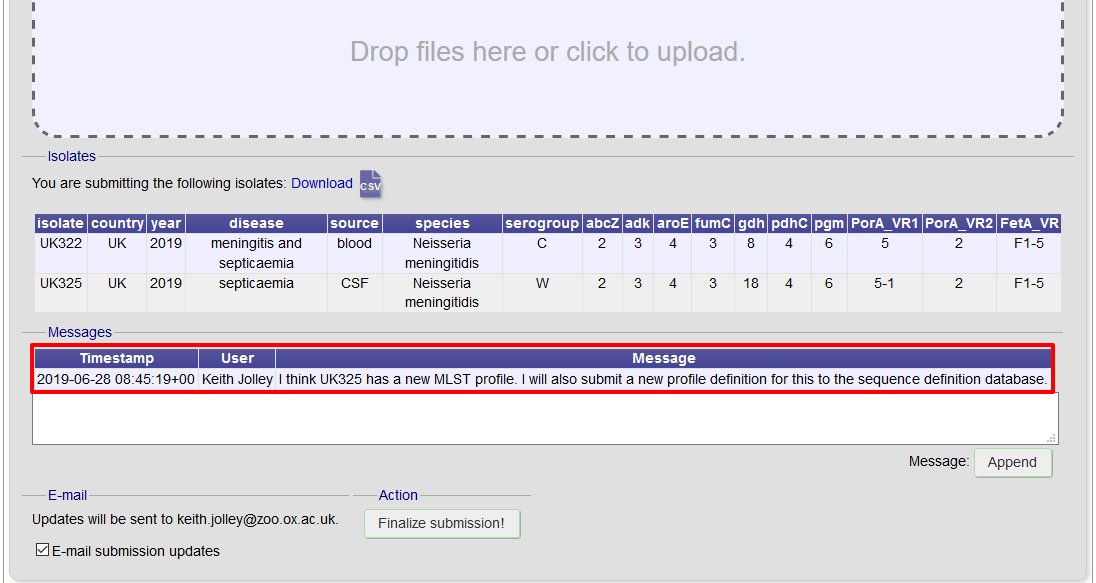 Drop files here or click to upload.
Isolates
You are submitting the following isolates: Download CSV
isolate country year disease source species serogroup abcZ adk aroE fumC gdh pdhC pgm PorA_VR1 PorA_VR2 FetA_VR
UK322 UK 2019 meningitis and blood Neisseria C 2 3 4 3 8 4 6 5 2 F1-5
septicaemia meningitidis
UK325 UK 2019 septicaemia CSF Neisseria W 2 3 4 3 18 4 6 5-1 2 F1-5
meningitidis
Messages
Timestamp User Message
2019-06-28 08:45:19+00 Keith Jolley I think UK325 has a new MLST profile. I will also submit a new profile definition for this to the sequence definition database.
Message: Append
E-mail Action
Updates will be sent to keith.jolley@zoo.ox.ac.uk. Finalize submission!
E-mail submission updates